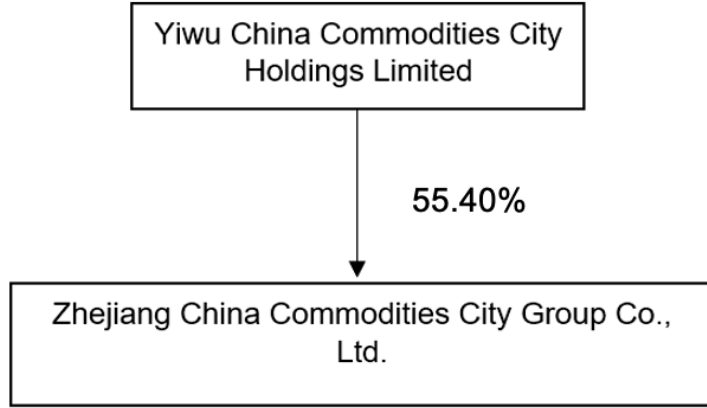 Yiwu China Commodities City
Holdings Limited
55.40%
Zhejiang China Commodities City Group Co.,
Ltd.